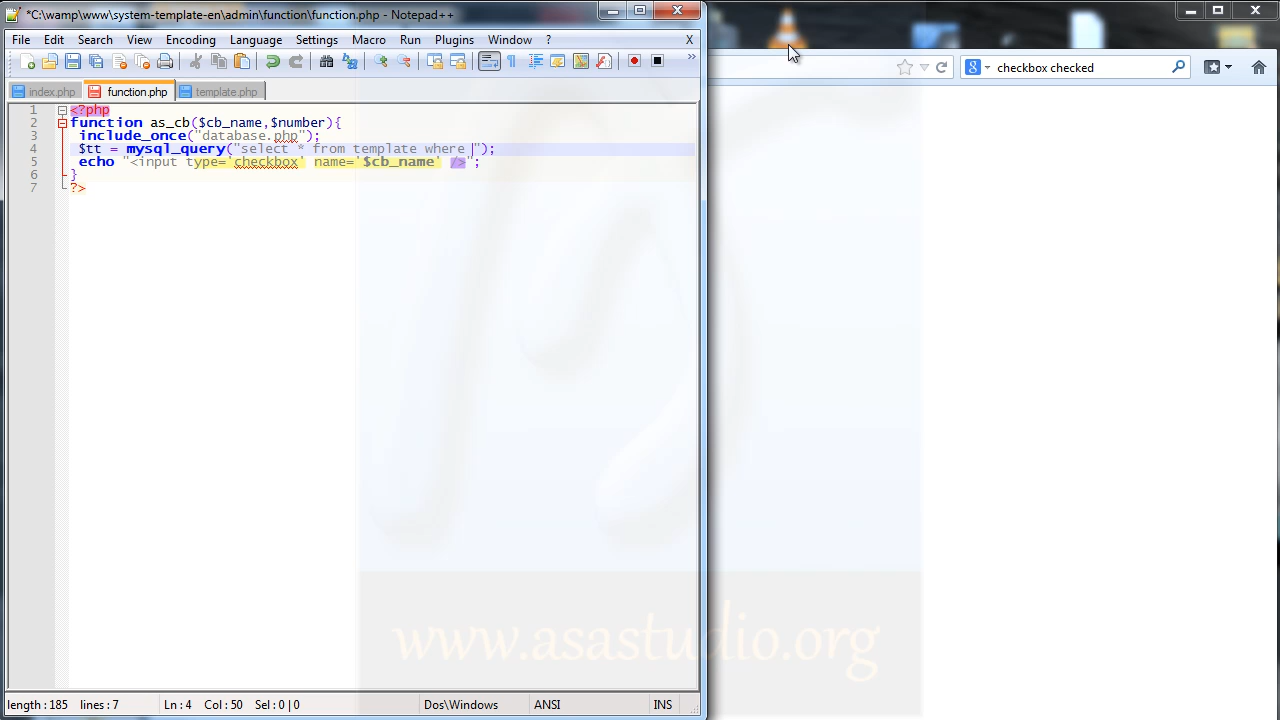 *C:\wamp\www\system-template-en\admin\function\function.php - Notepad++
File Edit Search View Encoding Language Settings Macro Run Plugins Window ? X
index.php function.php template.php
1 <?php
2 function as_cb($cb_name,$number){
3 include_once("database.php");
4 $tt = mysql_query("select * from template where ");
5 echo "<input type='checkbox' name='$cb_name' />";
6 }
7 ?>
checkbox checked
www.asastudio.org
length : 185 lines : 7 Ln : 4 Col : 50 Sel : 0 | 0 Dos\Windows ANSI INS